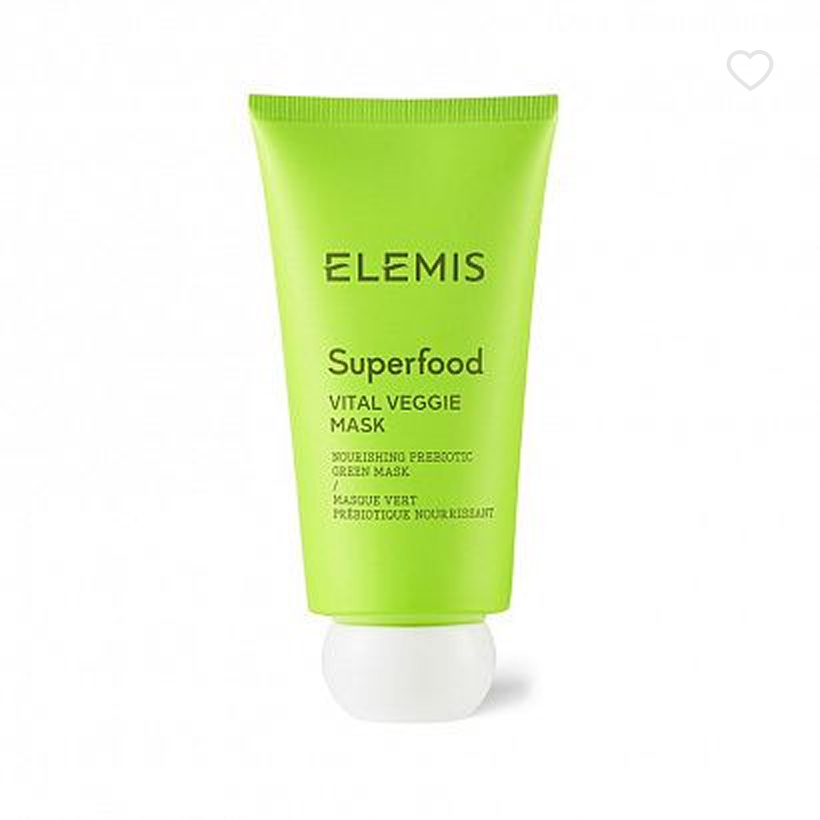 ELEMIS
Superfood
VITAL VEGGIE
MASK
NOURISHING PREBIOTIC
GREEN MASK
/
MASQUE VERT
PRÉBIOTIQUE NOURRISSANT